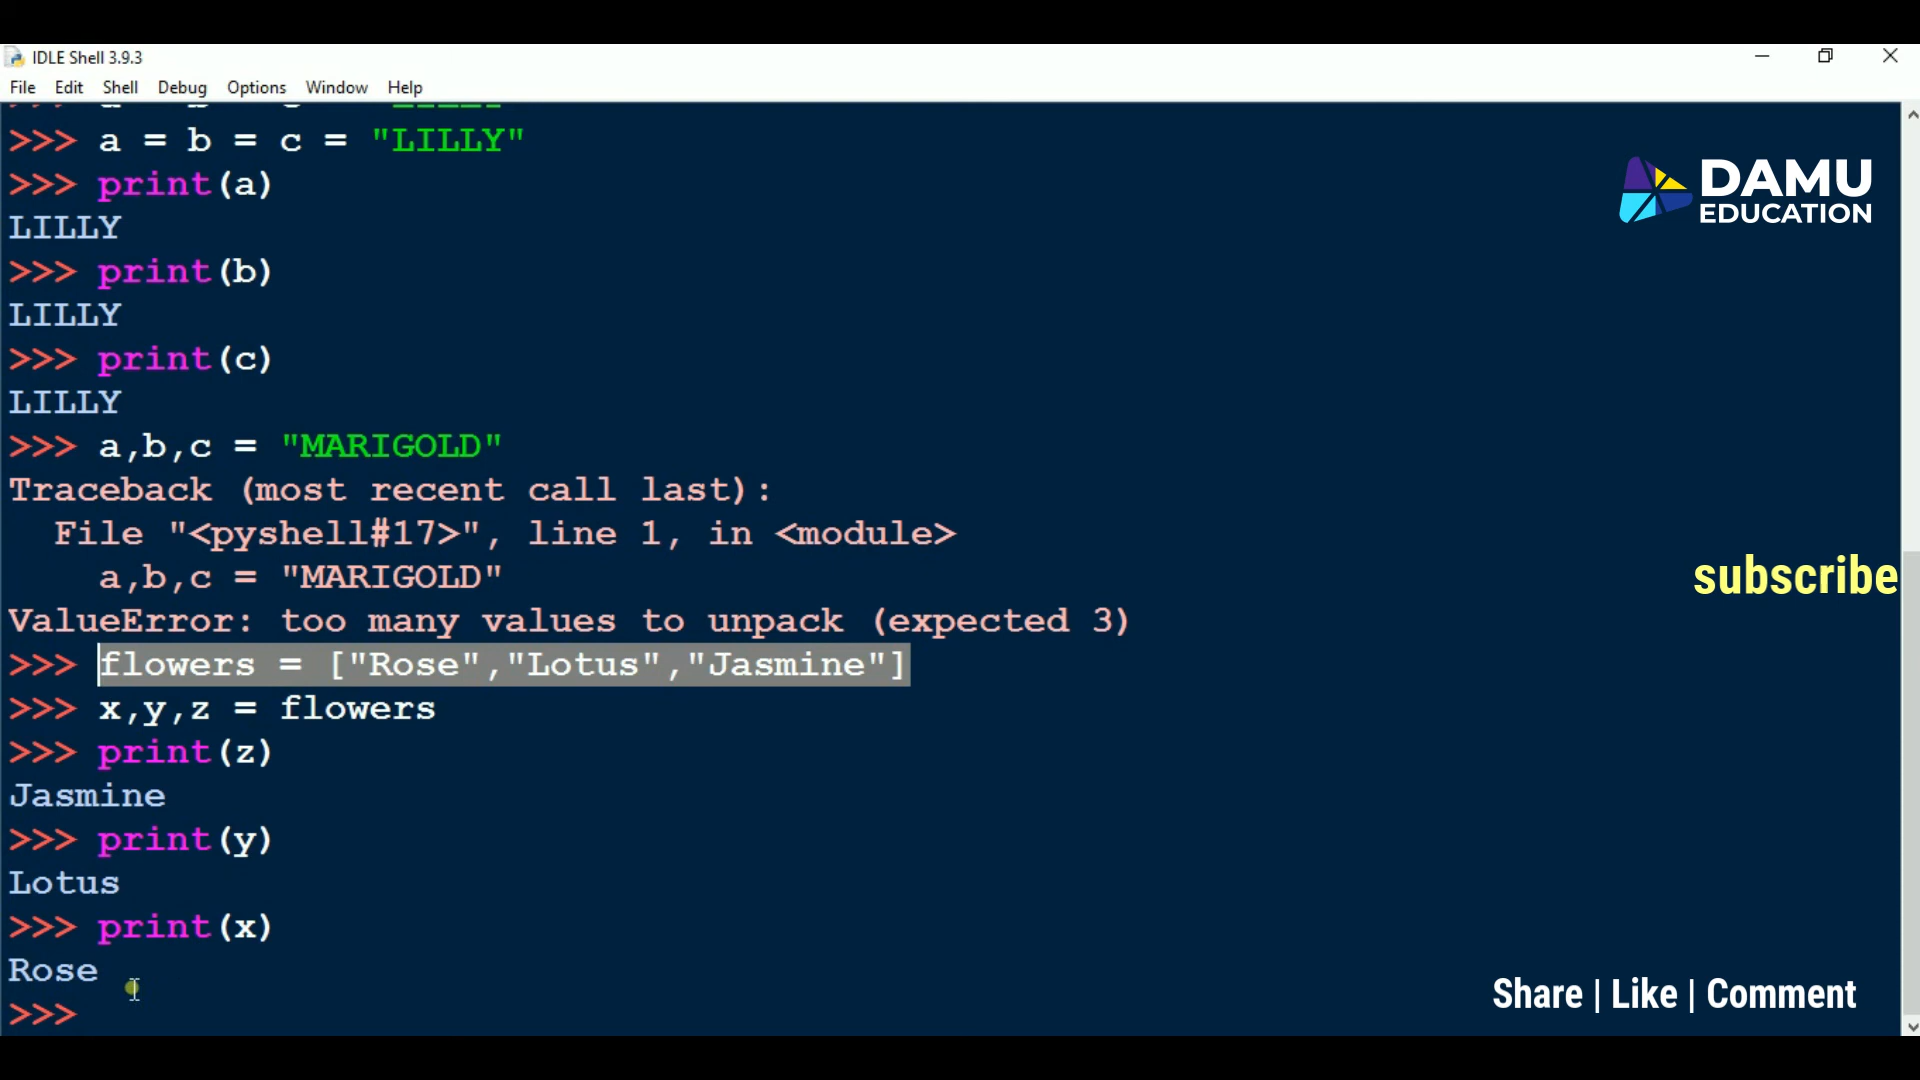 IDLE Shell 3.9.3
File Edit Shell Debug Options Window Help
>>> a = b = c = "LILLY"
>>> print(a)
LILLY
>>> print(b)
LILLY
>>> print(c)
LILLY
>>> a,b,c = "MARIGOLD"
Traceback (most recent call last):
  File "<pyshell#17>", line 1, in <module>
    a,b,c = "MARIGOLD"
ValueError: too many values to unpack (expected 3)
>>> flowers = ["Rose","Lotus","Jasmine"]
>>> x,y,z = flowers
>>> print(z)
Jasmine
>>> print(y)
Lotus
>>> print(x)
Rose
>>>
DAMU
EDUCATION
subscribe
Share | Like | Comment